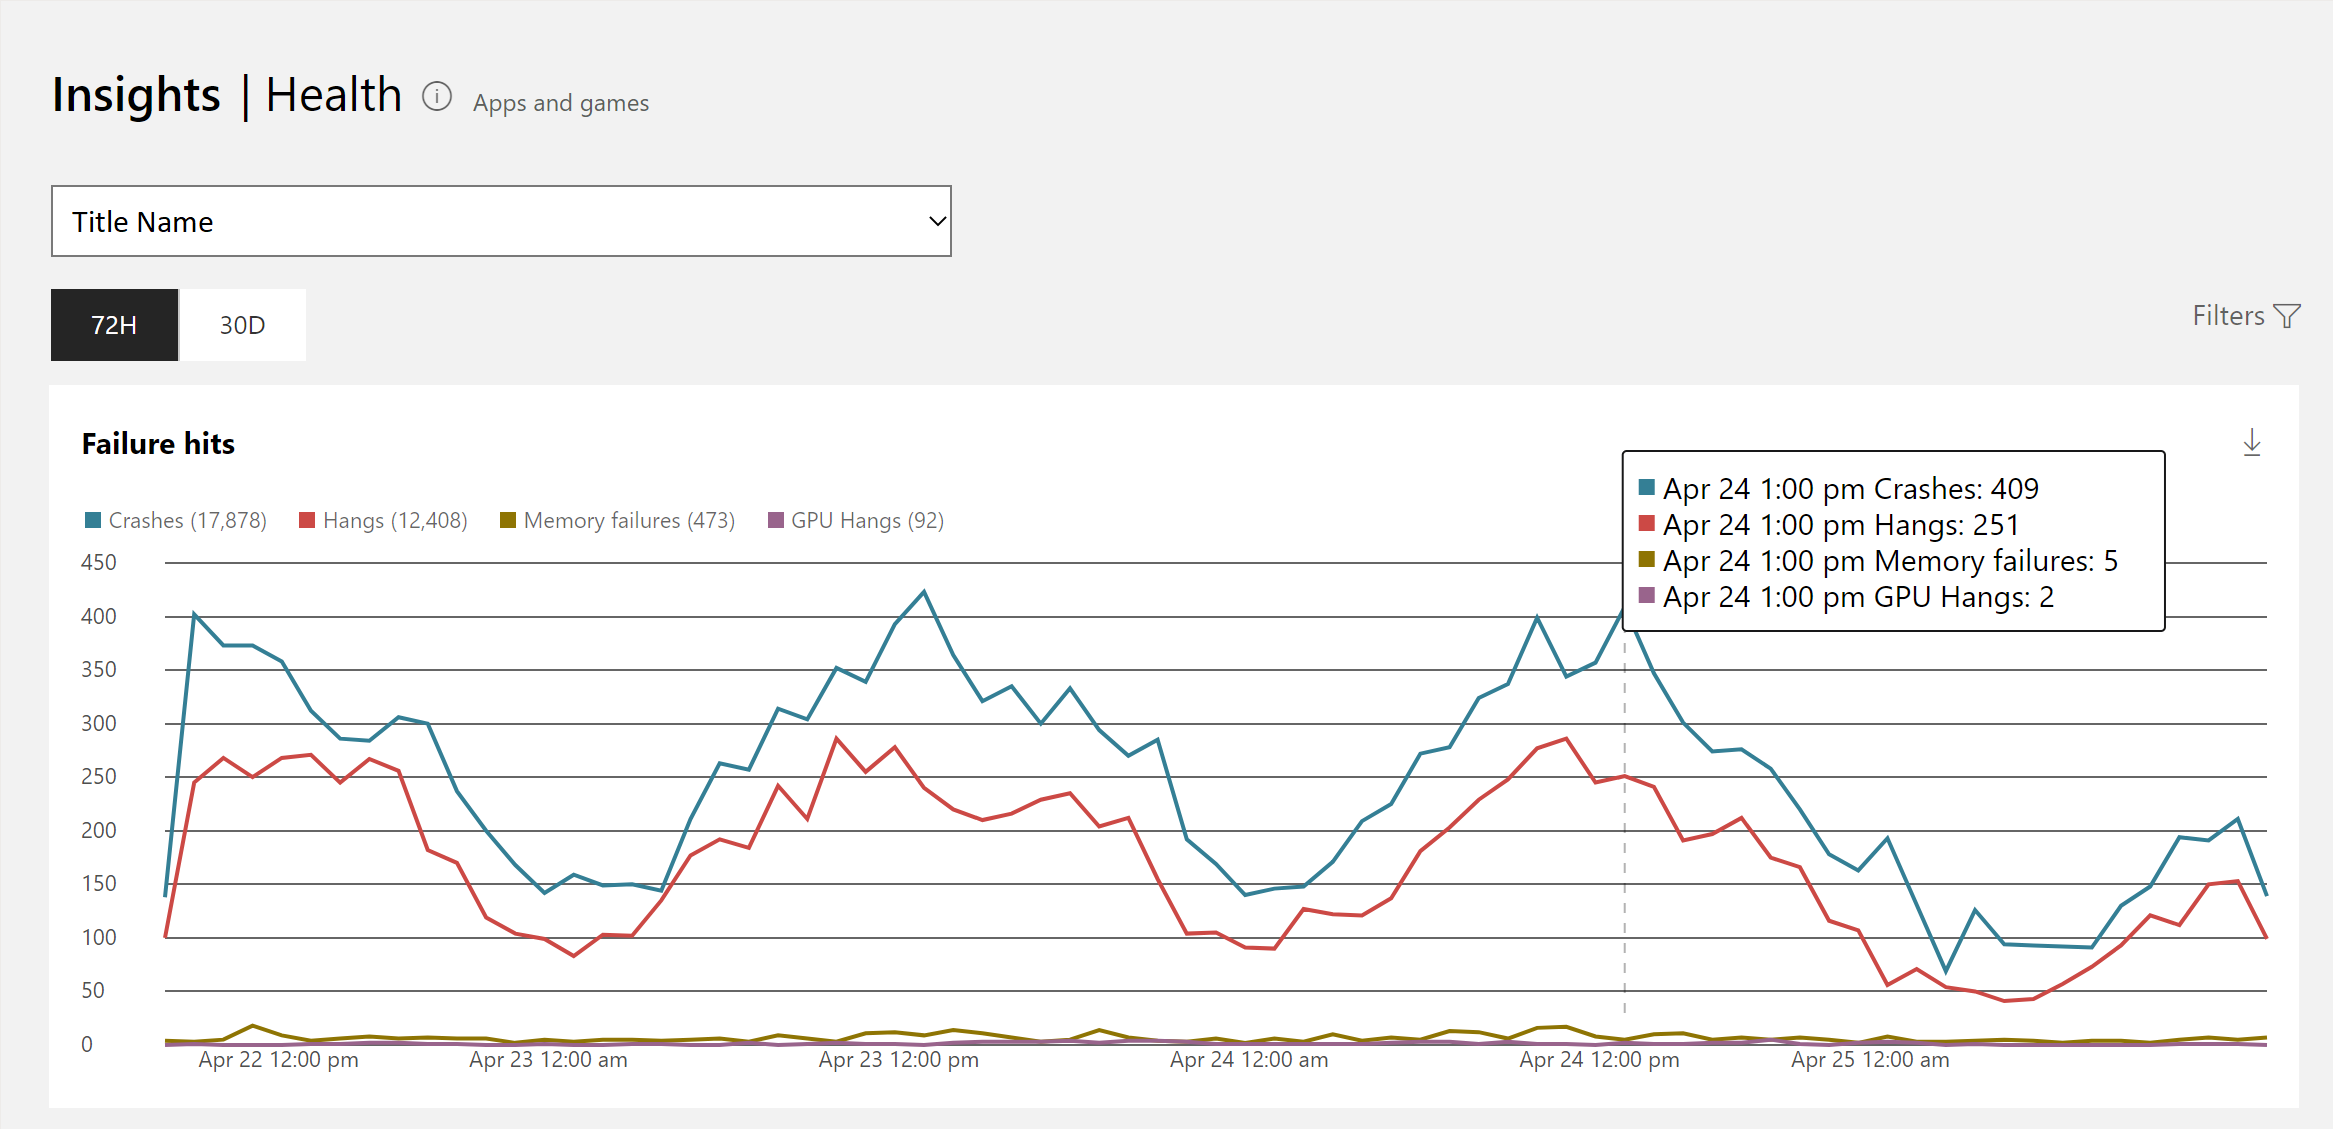 Insights | Health Apps and games
Title Name
72H 30D
Filters
Failure hits
Apr 24 1:00 pm Crashes: 409
Apr 24 1:00 pm Hangs: 251
Apr 24 1:00 pm Memory failures: 5
Apr 24 1:00 pm GPU Hangs: 2
Crashes (17,878) Hangs (12,408) Memory failures (473) GPU Hangs (92)
450
400
350
300
250
200
150
100
50
0
Apr 22 12:00 pm Apr 23 12:00 am Apr 23 12:00 pm Apr 24 12:00 am Apr 24 12:00 pm Apr 25 12:00 am